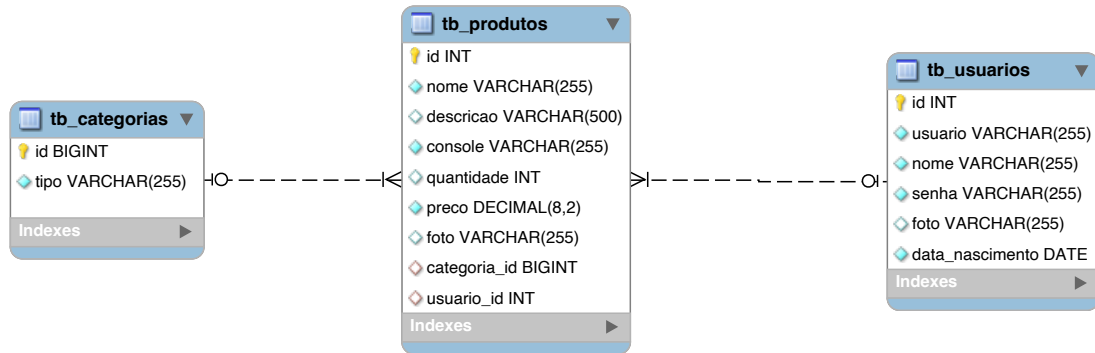 tb_categorias
id BIGINT
tipo VARCHAR(255)
Indexes
tb_produtos
id INT
nome VARCHAR(255)
descricao VARCHAR(500)
console VARCHAR(255)
quantidade INT
preco DECIMAL(8,2)
foto VARCHAR(255)
categoria_id BIGINT
usuario_id INT
Indexes
tb_usuarios
id INT
usuario VARCHAR(255)
nome VARCHAR(255)
senha VARCHAR(255)
foto VARCHAR(255)
data_nascimento DATE
Indexes